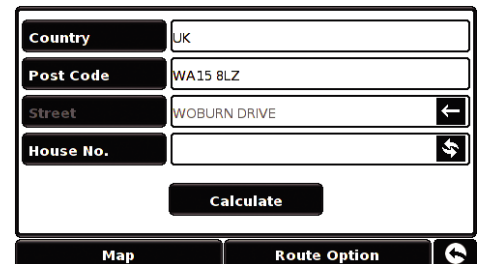 Country UK
Post Code WA15 8LZ
Street WOBURN DRIVE
House No.
Calculate
Map Route Option